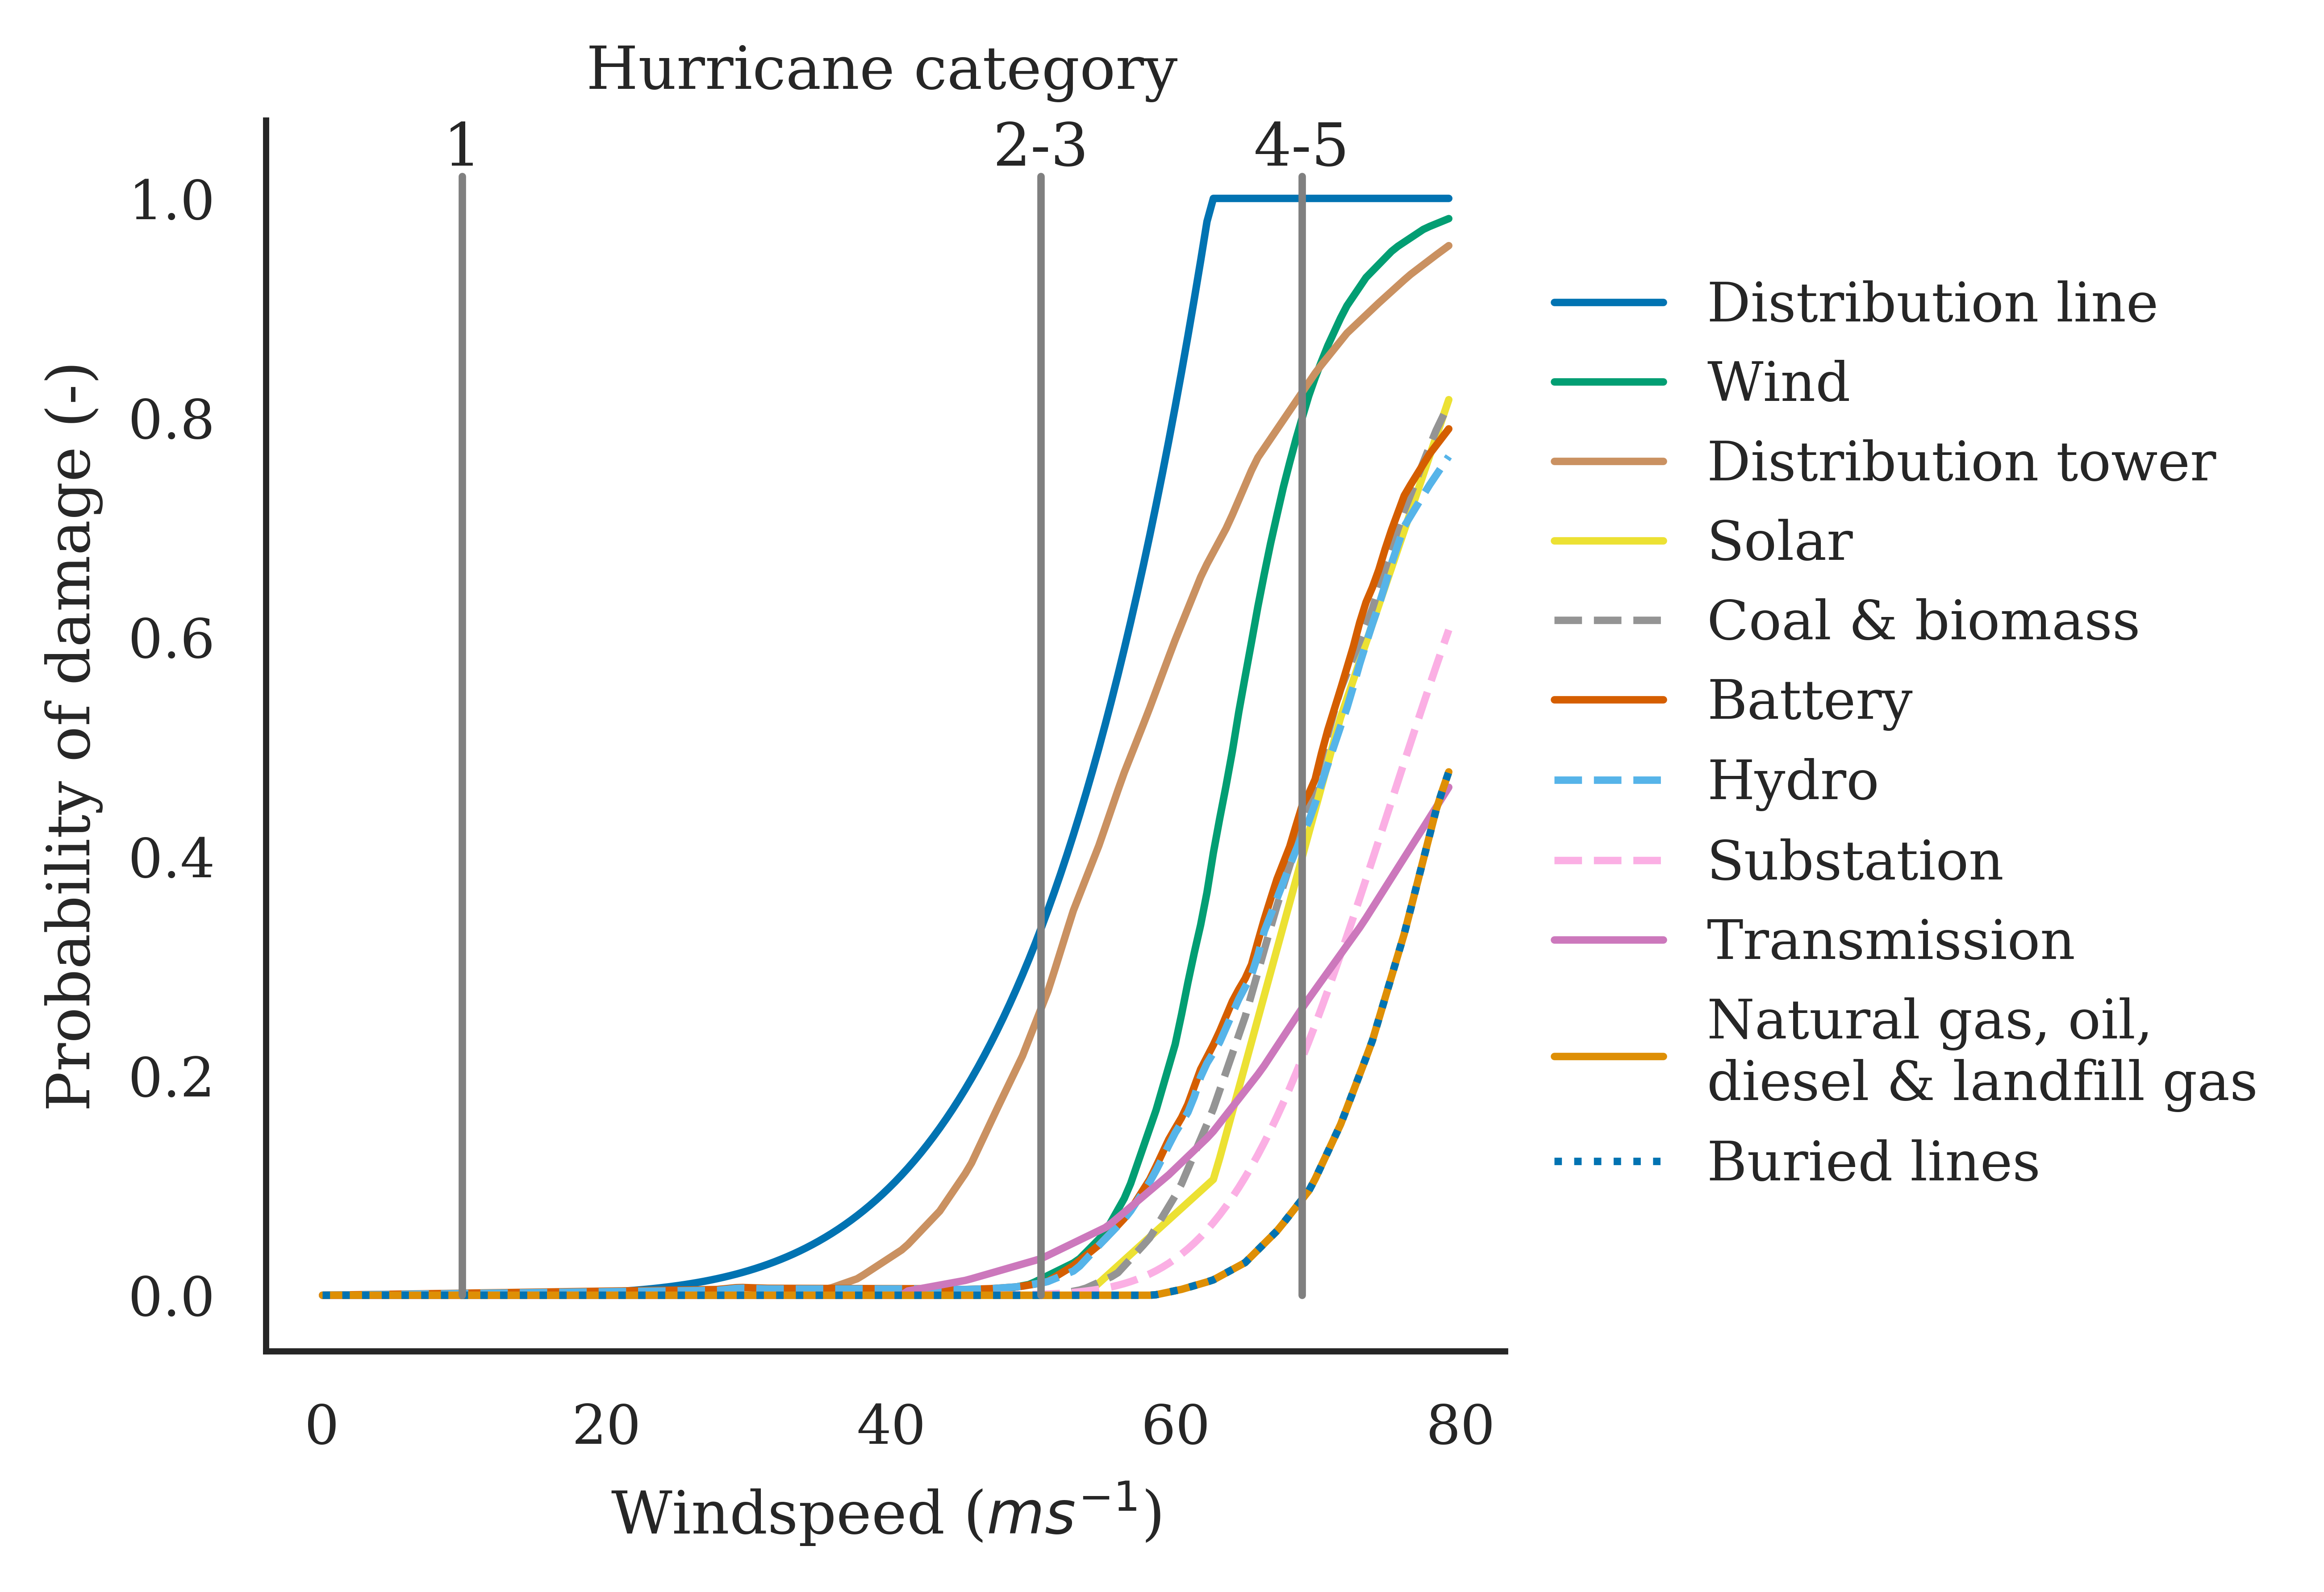 Hurricane category
1
2-3
4-5
Probability of damage (-)
1.0
0.8
0.6
0.4
0.2
0.0
0
20
40
60
80
Windspeed (ms⁻¹)
Distribution line
Wind
Distribution tower
Solar
Coal & biomass
Battery
Hydro
Substation
Transmission
Natural gas, oil,
diesel & landfill gas
Buried lines